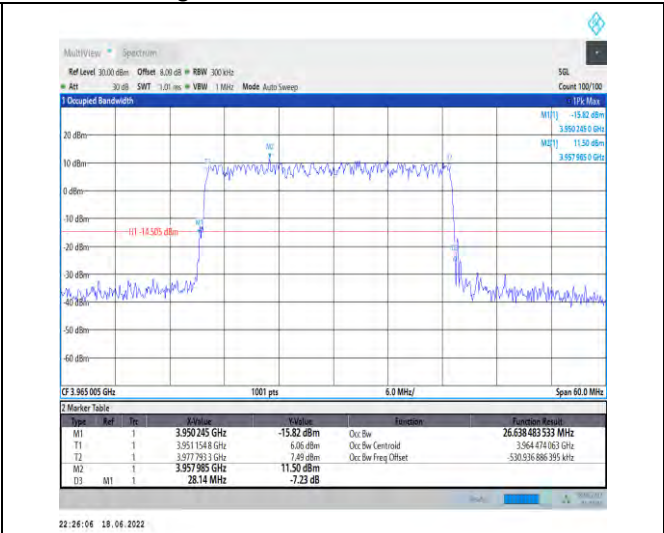 MultiView Spectrum
Ref Level 30.00 dBm Offset 8.09 dB RBW 300 kHz SGL
Att 30 dB SWT 1.01 ms VBW 1 MHz Mode Auto Sweep Count 100/100
1 Occupied Bandwidth 1Pk Max
M1[1] -15.82 dBm
3.950 245 0 GHz
20 dBm M2[1] 11.50 dBm
M2 3.957 985 0 GHz
10 dBm T1
0 dBm
-10 dBm M1
H1 -14.505 dBm
-20 dBm
-30 dBm
-40 dBm
-50 dBm
-60 dBm
CF 3.965 005 GHz 1001 pts 6.0 MHz/ Span 60.0 MHz
2 Marker Table
Type Ref Trc X-Value Y-Value Function Function Result
M1 1 3.950 245 GHz -15.82 dBm Occ Bw 26.638 483 533 MHz
T1 1 3.951 154 8 GHz 6.06 dBm Occ Bw Centroid 3.964 474 063 GHz
T2 1 3.977 793 3 GHz 7.49 dBm Occ Bw Freq Offset -530.936 886 395 kHz
M2 1 3.957 985 GHz 11.50 dBm
D3 M1 1 28.14 MHz -7.23 dB
22:26:06 18.06.2022